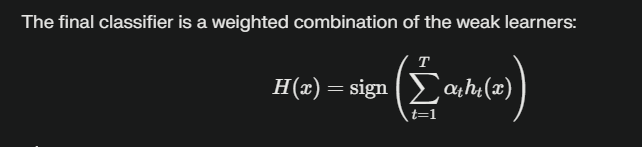 The final classifier is a weighted combination of the weak learners:
H(x) = sign ( ∑_{t=1}^{T} α_t h_t(x) )